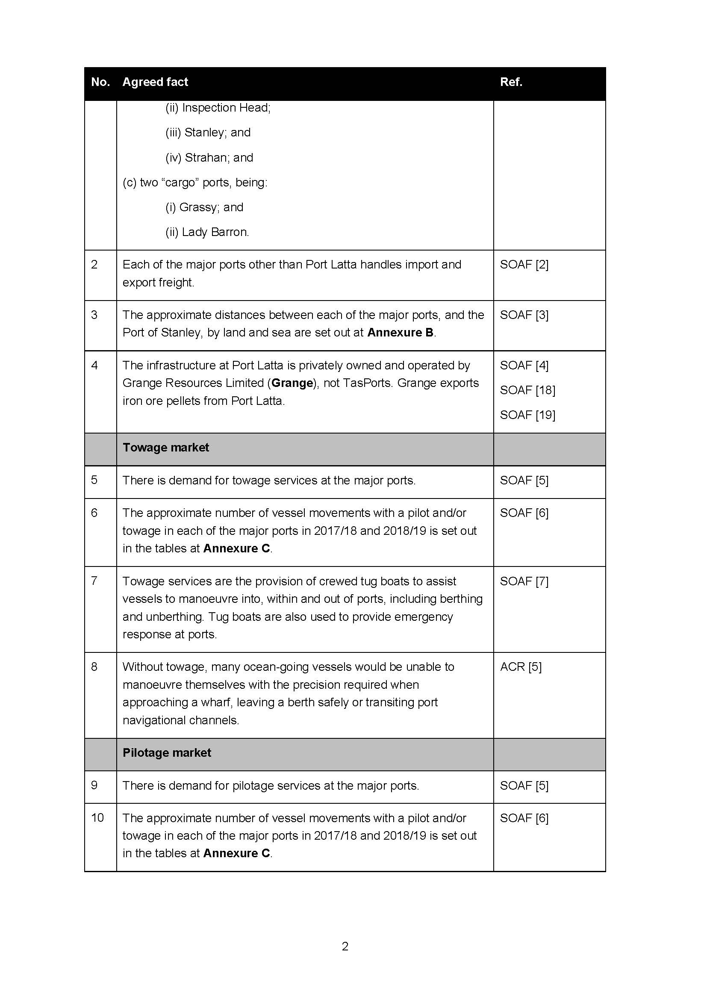 No. Agreed fact Ref.
(ii) Inspection Head;
(iii) Stanley; and
(iv) Strahan; and
(c) two “cargo” ports, being:
(i) Grassy; and
(ii) Lady Barron.
2 Each of the major ports other than Port Latta handles import and SOAF [2]
export freight.
3 The approximate distances between each of the major ports, and the SOAF [3]
Port of Stanley, by land and sea are set out at Annexure B.
4 The infrastructure at Port Latta is privately owned and operated by SOAF [4]
Grange Resources Limited (Grange), not TasPorts. Grange exports SOAF [18]
iron ore pellets from Port Latta. SOAF [19]
Towage market
5 There is demand for towage services at the major ports. SOAF [5]
6 The approximate number of vessel movements with a pilot and/or SOAF [6]
towage in each of the major ports in 2017/18 and 2018/19 is set out
in the tables at Annexure C.
7 Towage services are the provision of crewed tug boats to assist SOAF [7]
vessels to manoeuvre into, within and out of ports, including berthing
and unberthing. Tug boats are also used to provide emergency
response at ports.
8 Without towage, many ocean-going vessels would be unable to ACR [5]
manoeuvre themselves with the precision required when
approaching a wharf, leaving a berth safely or transiting port
navigational channels.
Pilotage market
9 There is demand for pilotage services at the major ports. SOAF [5]
10 The approximate number of vessel movements with a pilot and/or SOAF [6]
towage in each of the major ports in 2017/18 and 2018/19 is set out
in the tables at Annexure C.
2